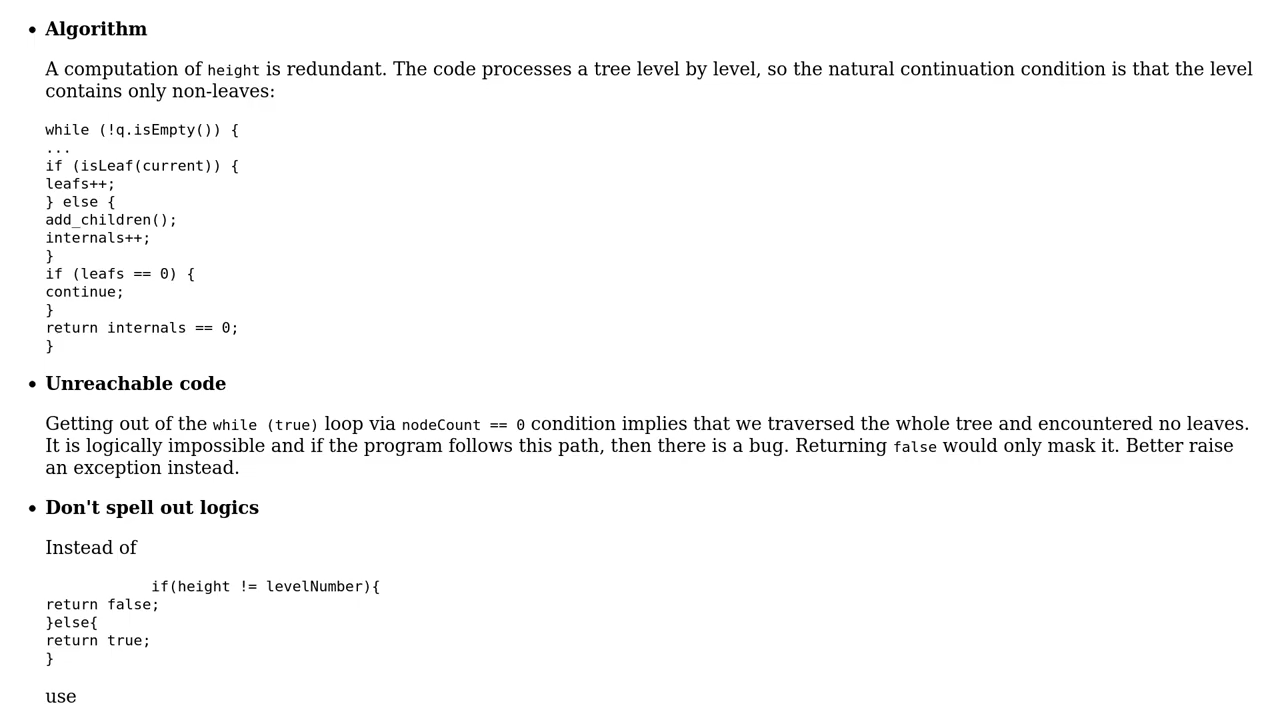 • Algorithm
A computation of height is redundant. The code processes a tree level by level, so the natural continuation condition is that the level
contains only non-leaves:
while (!q.isEmpty()) {
...
if (isLeaf(current)) {
leafs++;
} else {
add_children();
internals++;
}
if (leafs == 0) {
continue;
}
return internals == 0;
}
• Unreachable code
Getting out of the while (true) loop via nodeCount == 0 condition implies that we traversed the whole tree and encountered no leaves.
It is logically impossible and if the program follows this path, then there is a bug. Returning false would only mask it. Better raise
an exception instead.
• Don't spell out logics
Instead of
if(height != levelNumber){
return false;
}else{
return true;
}
use